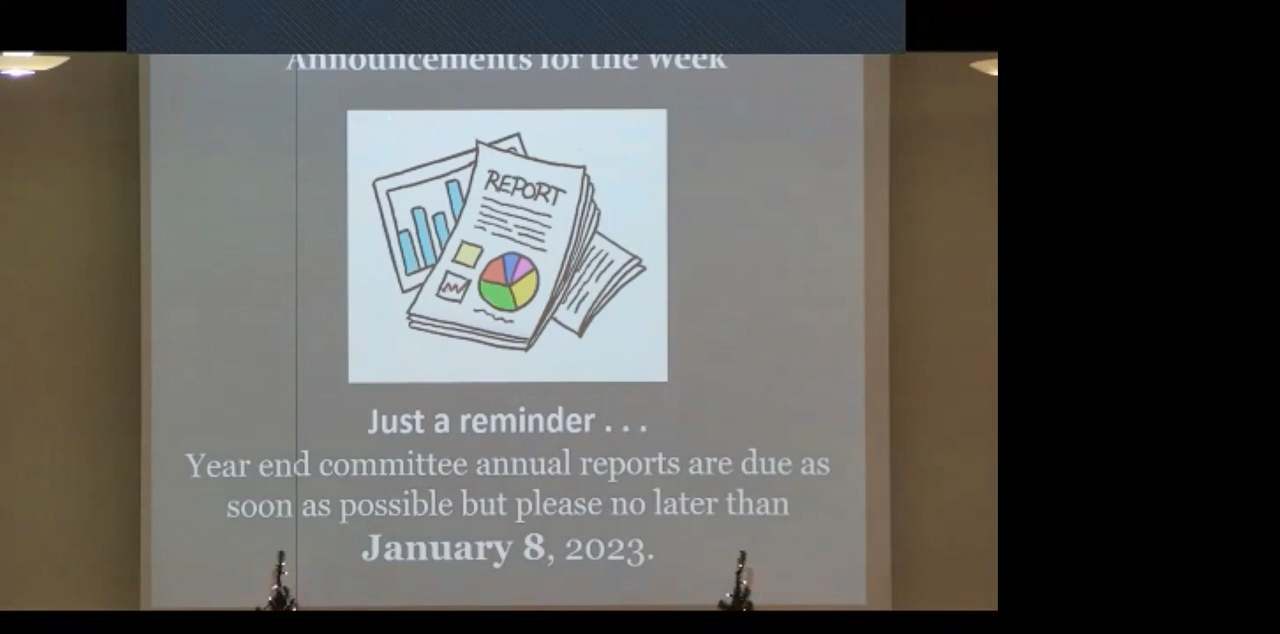 Announcements for the Week
REPORT
Just a reminder . . .
Year end committee annual reports are due as
soon as possible but please no later than
January 8, 2023.